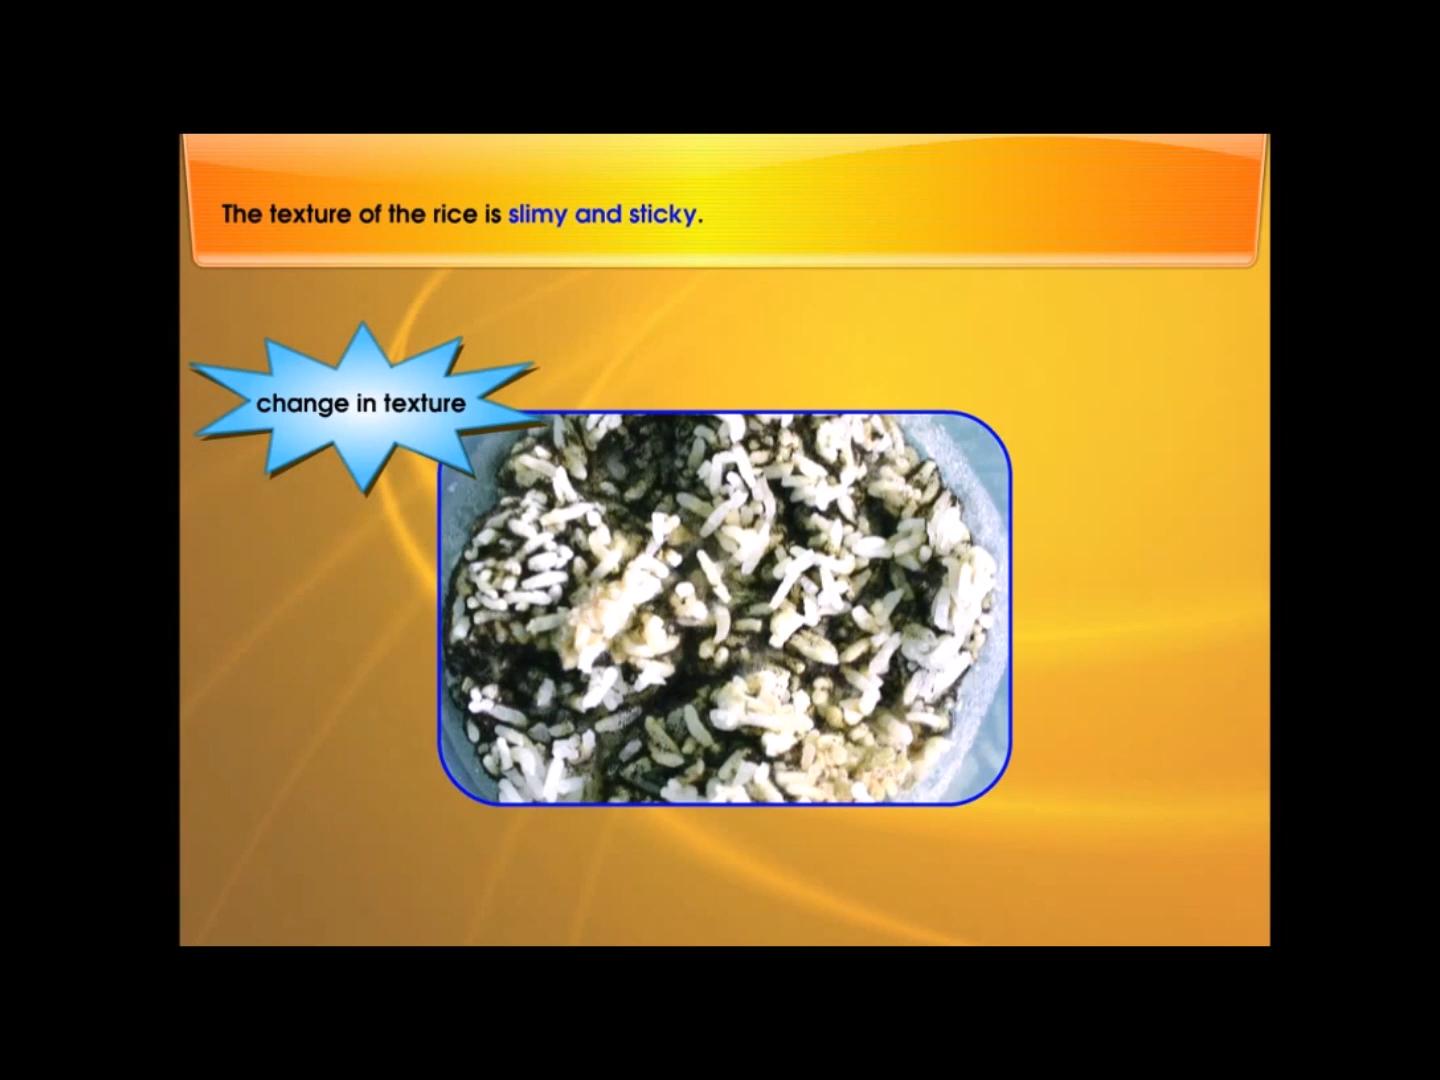 The texture of the rice is slimy and sticky.
change in texture